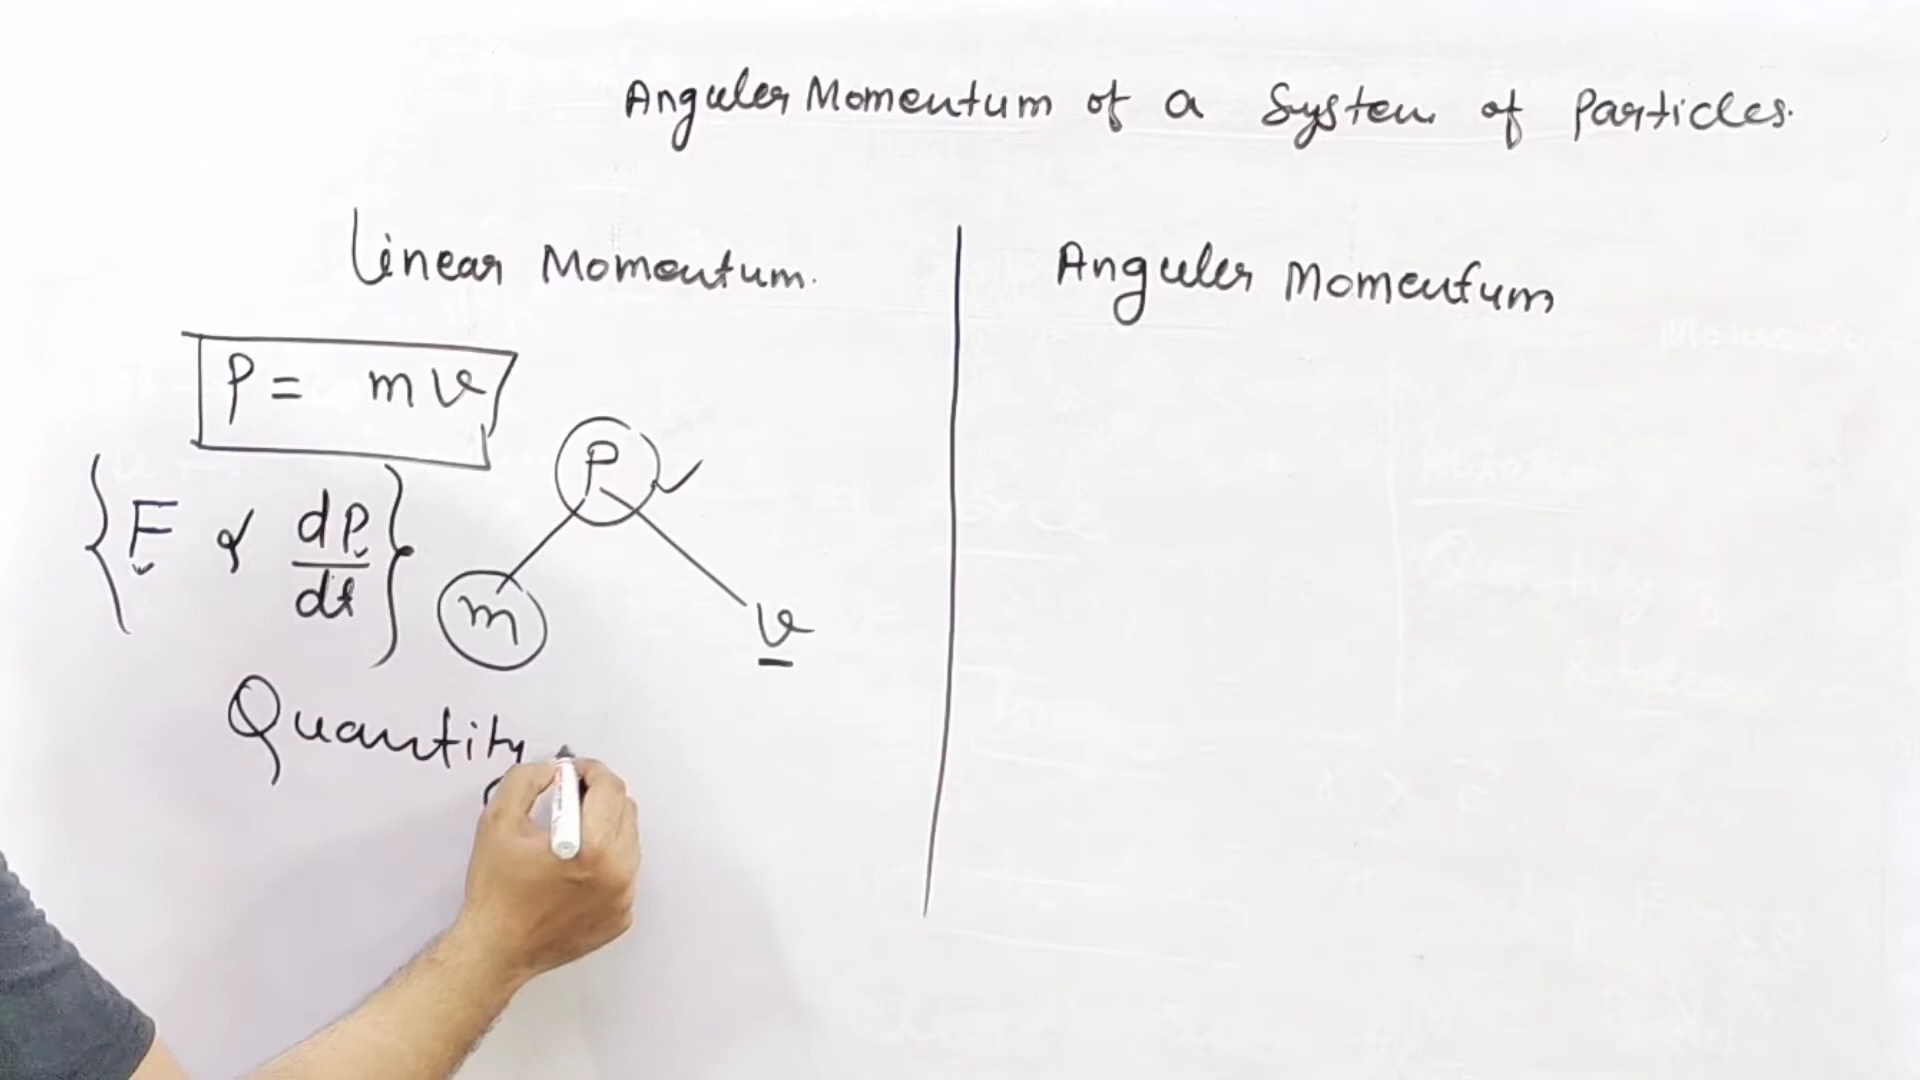 Anguler Momentum of a System of Particles.
Linear Momentum.
Anguler Momentum
P = mv
F ∝ dp/dt
P
m
v
Quantity